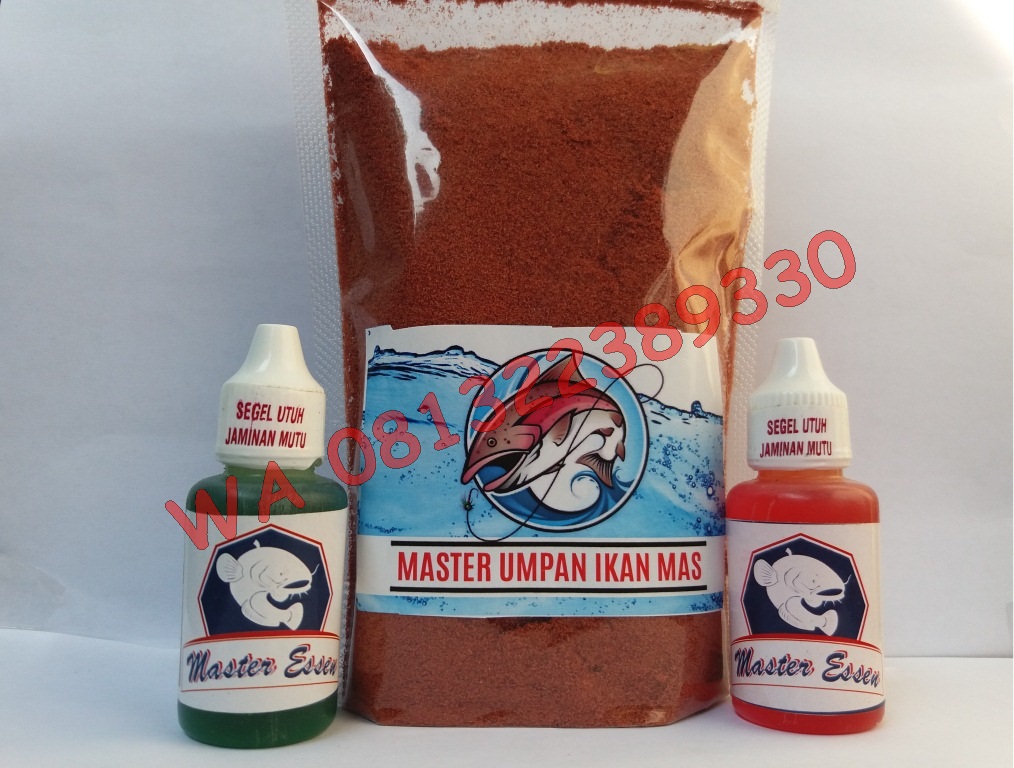 SEGEL UTUH
JAMINAN MUTU
Master Essen
WA 081322389330
MASTER UMPAN IKAN MAS
SEGEL UTUH
JAMINAN MUTU
Master Essen